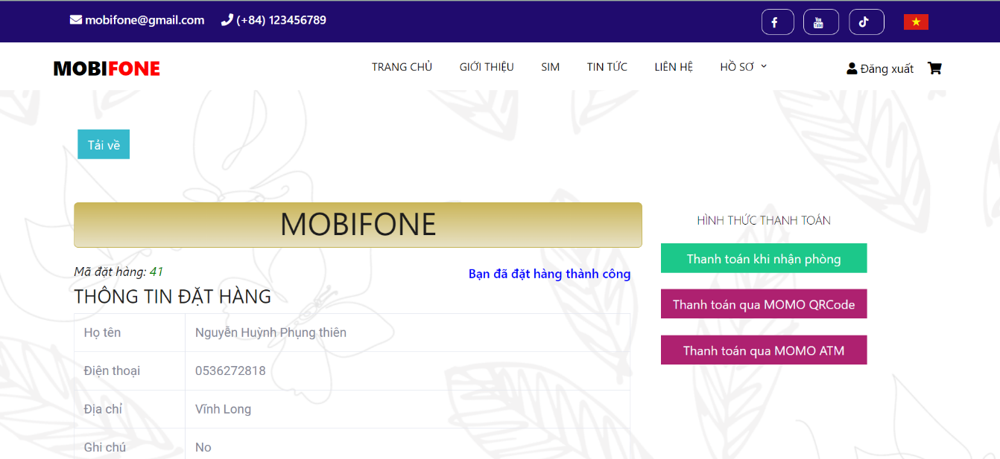 mobifone@gmail.com (+84) 123456789
MOBIFONE
TRANG CHỦ GIỚI THIỆU SIM TIN TỨC LIÊN HỆ HỒ SƠ Đăng xuất
Tải về
MOBIFONE
Mã đặt hàng: 41
Bạn đã đặt hàng thành công
THÔNG TIN ĐẶT HÀNG
Họ tên Nguyễn Huỳnh Phụng thiên
Điện thoại 0536272818
Địa chỉ Vĩnh Long
Ghi chú No
HÌNH THỨC THANH TOÁN
Thanh toán khi nhận phòng
Thanh toán qua MOMO QRCode
Thanh toán qua MOMO ATM